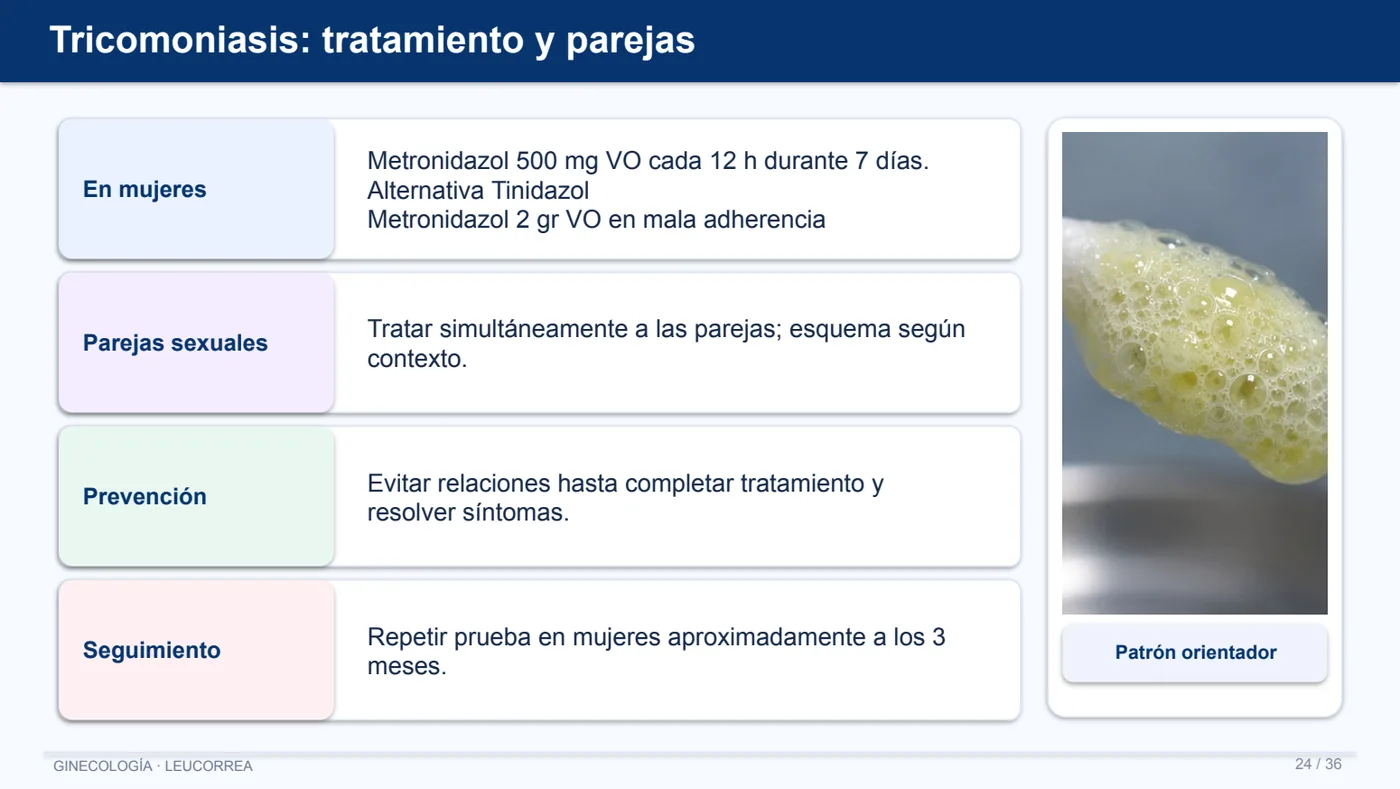 Tricomoniasis: tratamiento y parejas
En mujeres
Metronidazol 500 mg VO cada 12 h durante 7 días.
Alternativa Tinidazol
Metronidazol 2 gr VO en mala adherencia
Parejas sexuales
Tratar simultáneamente a las parejas; esquema según
contexto.
Prevención
Evitar relaciones hasta completar tratamiento y
resolver síntomas.
Seguimiento
Repetir prueba en mujeres aproximadamente a los 3
meses.
Patrón orientador
GINECOLOGÍA · LEUCORREA
24 / 36